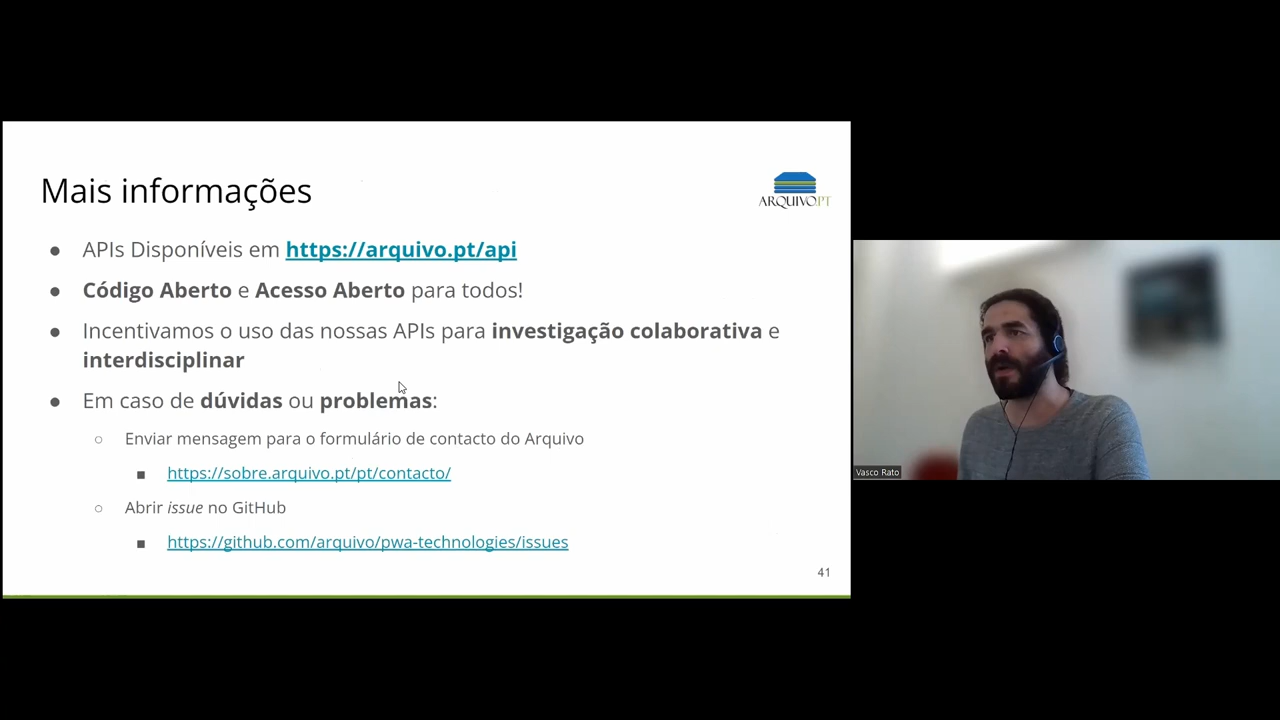 Mais informações
ARQUIVO.PT
● APIs Disponíveis em https://arquivo.pt/api
● Código Aberto e Acesso Aberto para todos!
● Incentivamos o uso das nossas APIs para investigação colaborativa e
interdisciplinar
● Em caso de dúvidas ou problemas:
○ Enviar mensagem para o formulário de contacto do Arquivo
■ https://sobre.arquivo.pt/pt/contacto/
○ Abrir issue no GitHub
■ https://github.com/arquivo/pwa-technologies/issues
41
Vasco Rato